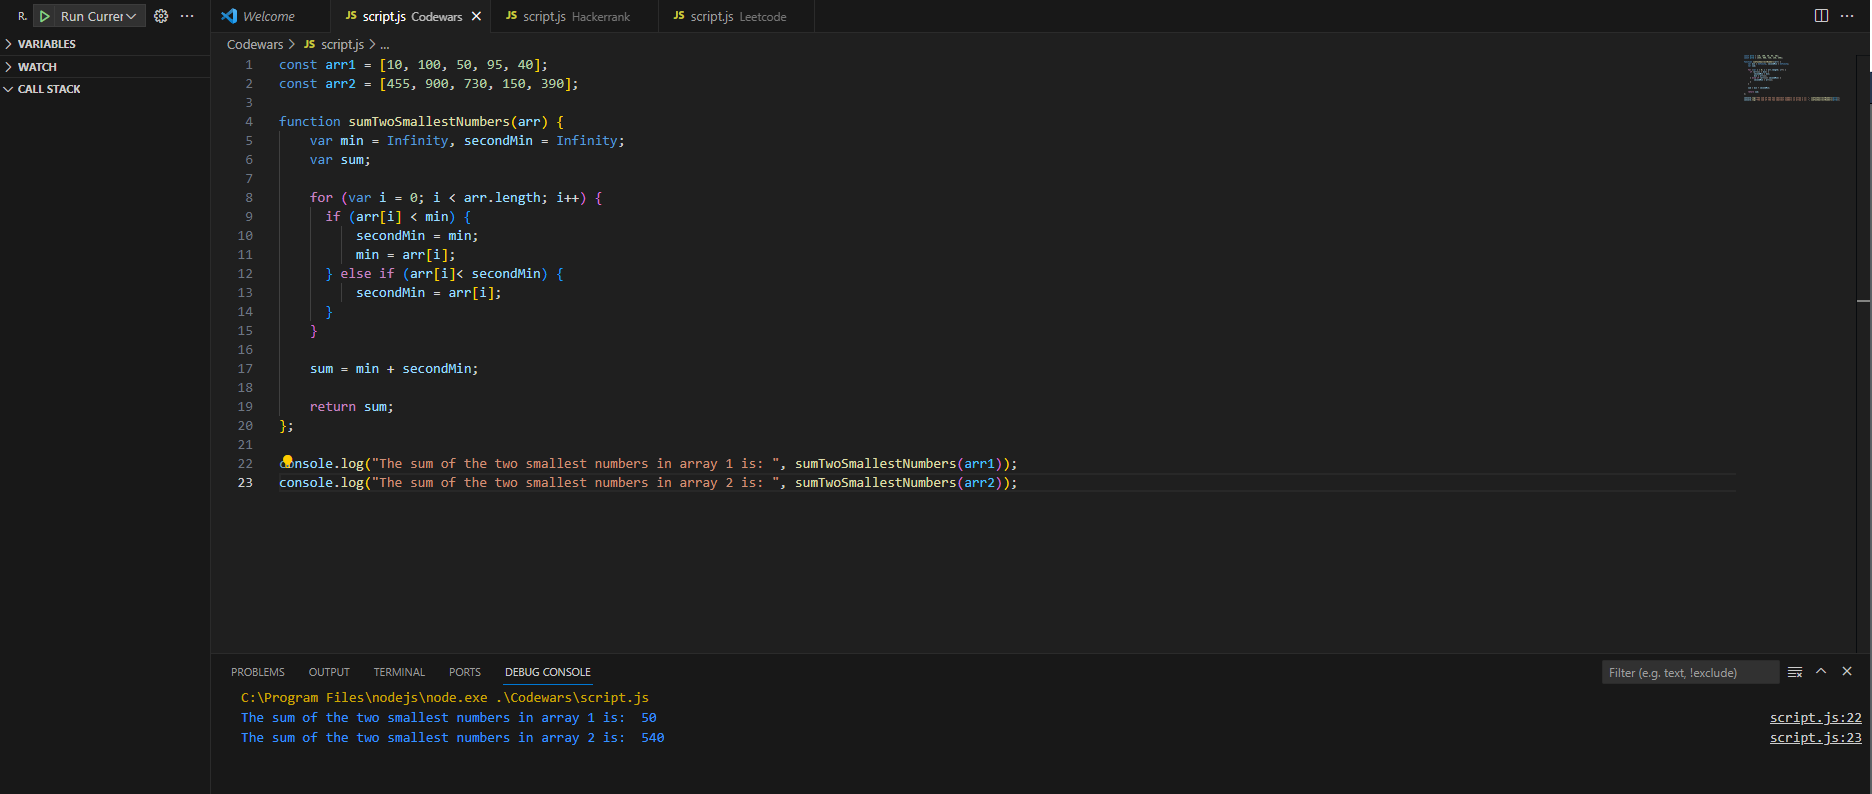 R. Run Currer
Welcome
JS script.js Codewars
JS script.js Hackerrank
JS script.js Leetcode
VARIABLES
WATCH
CALL STACK
Codewars > JS script.js > ...
1 const arr1 = [10, 100, 50, 95, 40];
2 const arr2 = [455, 900, 730, 150, 390];
3
4 function sumTwoSmallestNumbers(arr) {
5 var min = Infinity, secondMin = Infinity;
6 var sum;
7
8 for (var i = 0; i < arr.length; i++) {
9 if (arr[i] < min) {
10 secondMin = min;
11 min = arr[i];
12 } else if (arr[i]< secondMin) {
13 secondMin = arr[i];
14 }
15 }
16
17 sum = min + secondMin;
18
19 return sum;
20 };
21
22 console.log("The sum of the two smallest numbers in array 1 is: ", sumTwoSmallestNumbers(arr1));
23 console.log("The sum of the two smallest numbers in array 2 is: ", sumTwoSmallestNumbers(arr2));
PROBLEMS OUTPUT TERMINAL PORTS DEBUG CONSOLE Filter (e.g. text, !exclude)
C:\Program Files\nodejs\node.exe .\Codewars\script.js
The sum of the two smallest numbers in array 1 is:  50 script.js:22
The sum of the two smallest numbers in array 2 is:  540 script.js:23